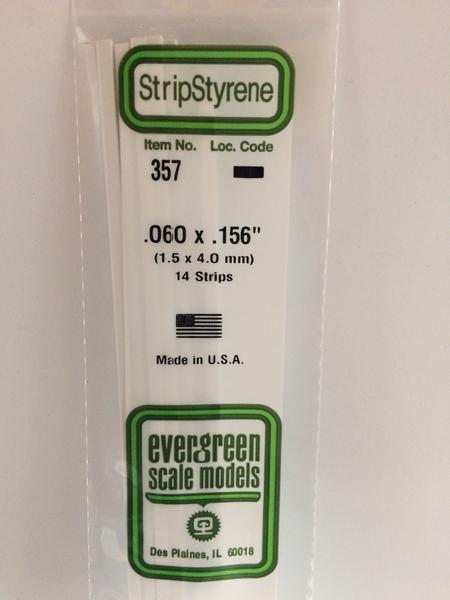 StripStyrene
Item No. Loc. Code
357
.060 x .156"
(1.5 x 4.0 mm)
14 Strips
Made in U.S.A.
evergreen
scale models
Des Plaines, IL 60018